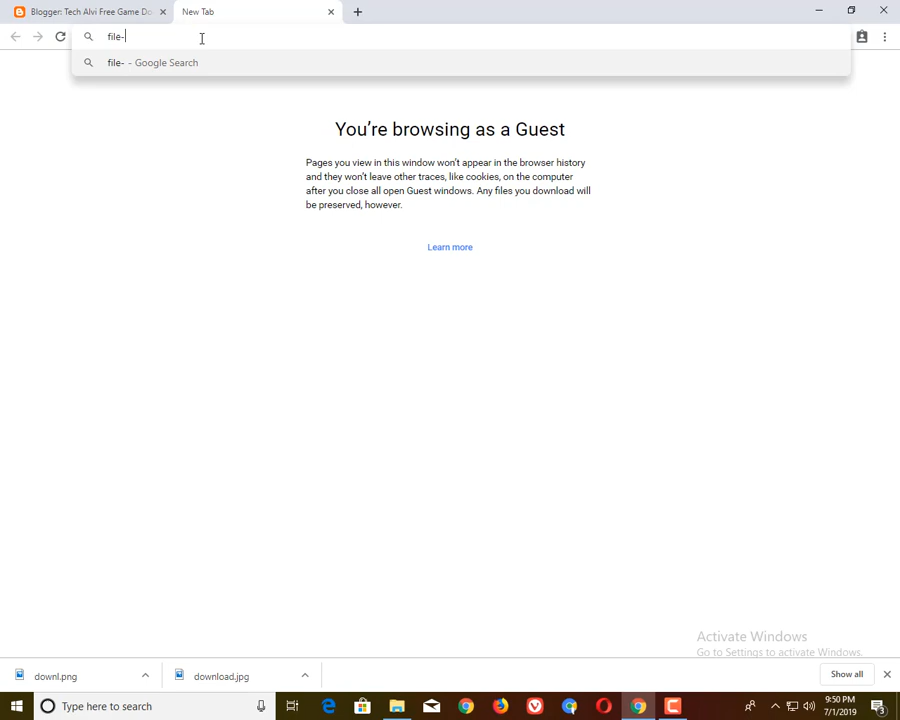 Blogger: Tech Alvi Free Game Do
New Tab
file-
file- - Google Search
You're browsing as a Guest
Pages you view in this window won't appear in the browser history
and they won't leave other traces, like cookies, on the computer
after you close all open Guest windows. Any files you download will
be preserved, however.
Learn more
Activate Windows
Go to Settings to activate Windows.
downl.png
download.jpg
Show all
Type here to search
9:50 PM
7/1/2019
3